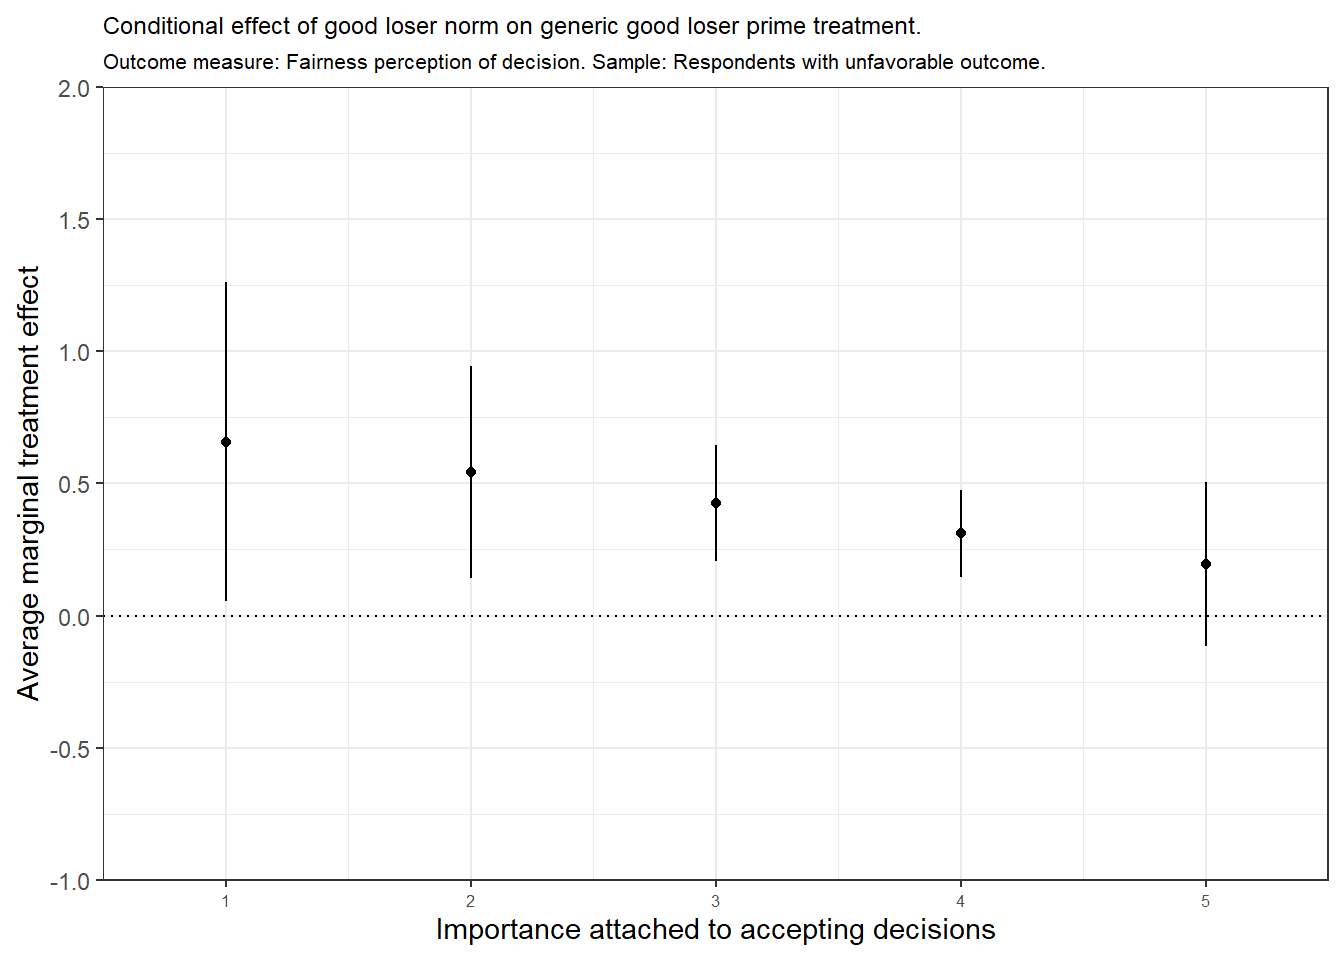 Conditional effect of good loser norm on generic good loser prime treatment.
Outcome measure: Fairness perception of decision. Sample: Respondents with unfavorable outcome.
Average marginal treatment effect
2.0
1.5
1.0
0.5
0.0
-0.5
-1.0
1 2 3 4 5
Importance attached to accepting decisions